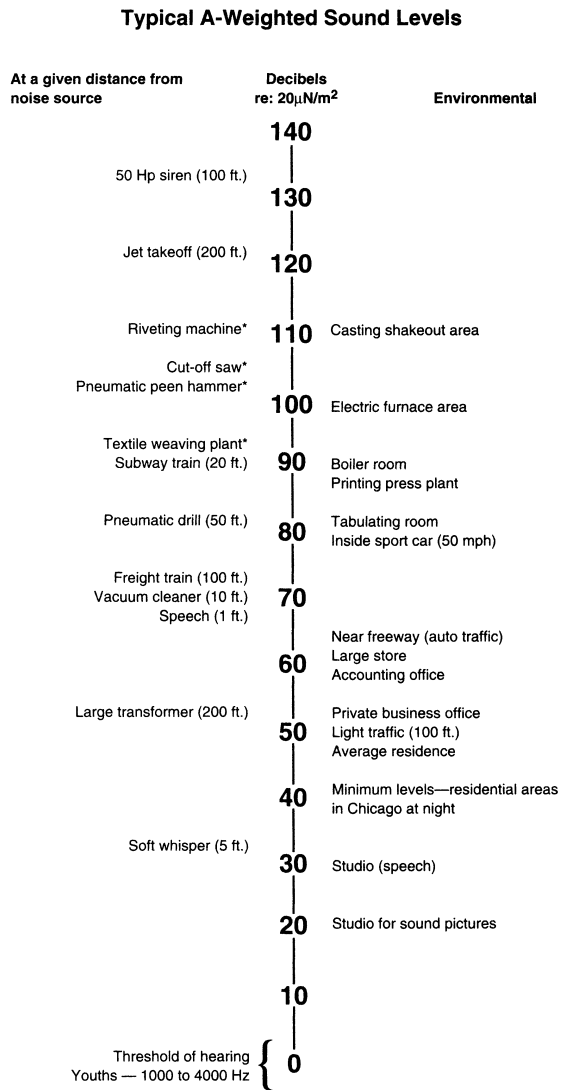 Typical A-Weighted Sound Levels
At a given distance from
noise source
Decibels
re: 20μN/m2
Environmental
140
50 Hp siren (100 ft.)
130
Jet takeoff (200 ft.)
120
Riveting machine*
110
Casting shakeout area
Cut-off saw*
Pneumatic peen hammer*
100
Electric furnace area
Textile weaving plant*
Subway train (20 ft.)
90
Boiler room
Printing press plant
Pneumatic drill (50 ft.)
80
Tabulating room
Inside sport car (50 mph)
Freight train (100 ft.)
Vacuum cleaner (10 ft.)
Speech (1 ft.)
70
Near freeway (auto traffic)
Large store
Accounting office
60
Large transformer (200 ft.)
50
Private business office
Light traffic (100 ft.)
Average residence
40
Minimum levels—residential areas
in Chicago at night
Soft whisper (5 ft.)
30
Studio (speech)
20
Studio for sound pictures
10
Threshold of hearing
Youths — 1000 to 4000 Hz
0